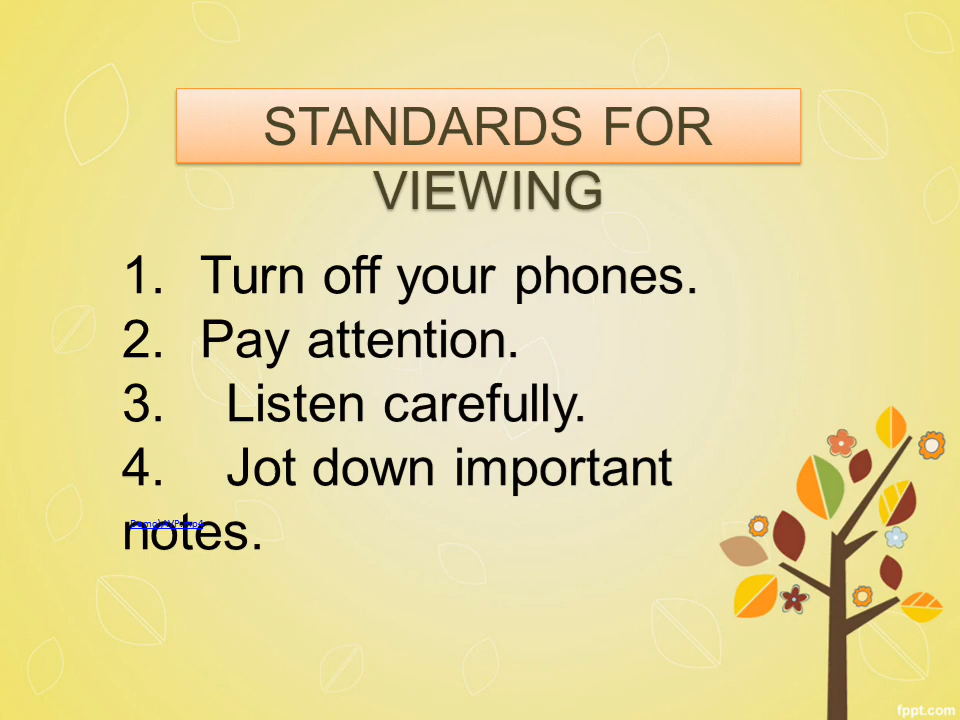 STANDARDS FOR
VIEWING
1. Turn off your phones.
2. Pay attention.
3. Listen carefully.
4. Jot down important
notes.
fppt.com